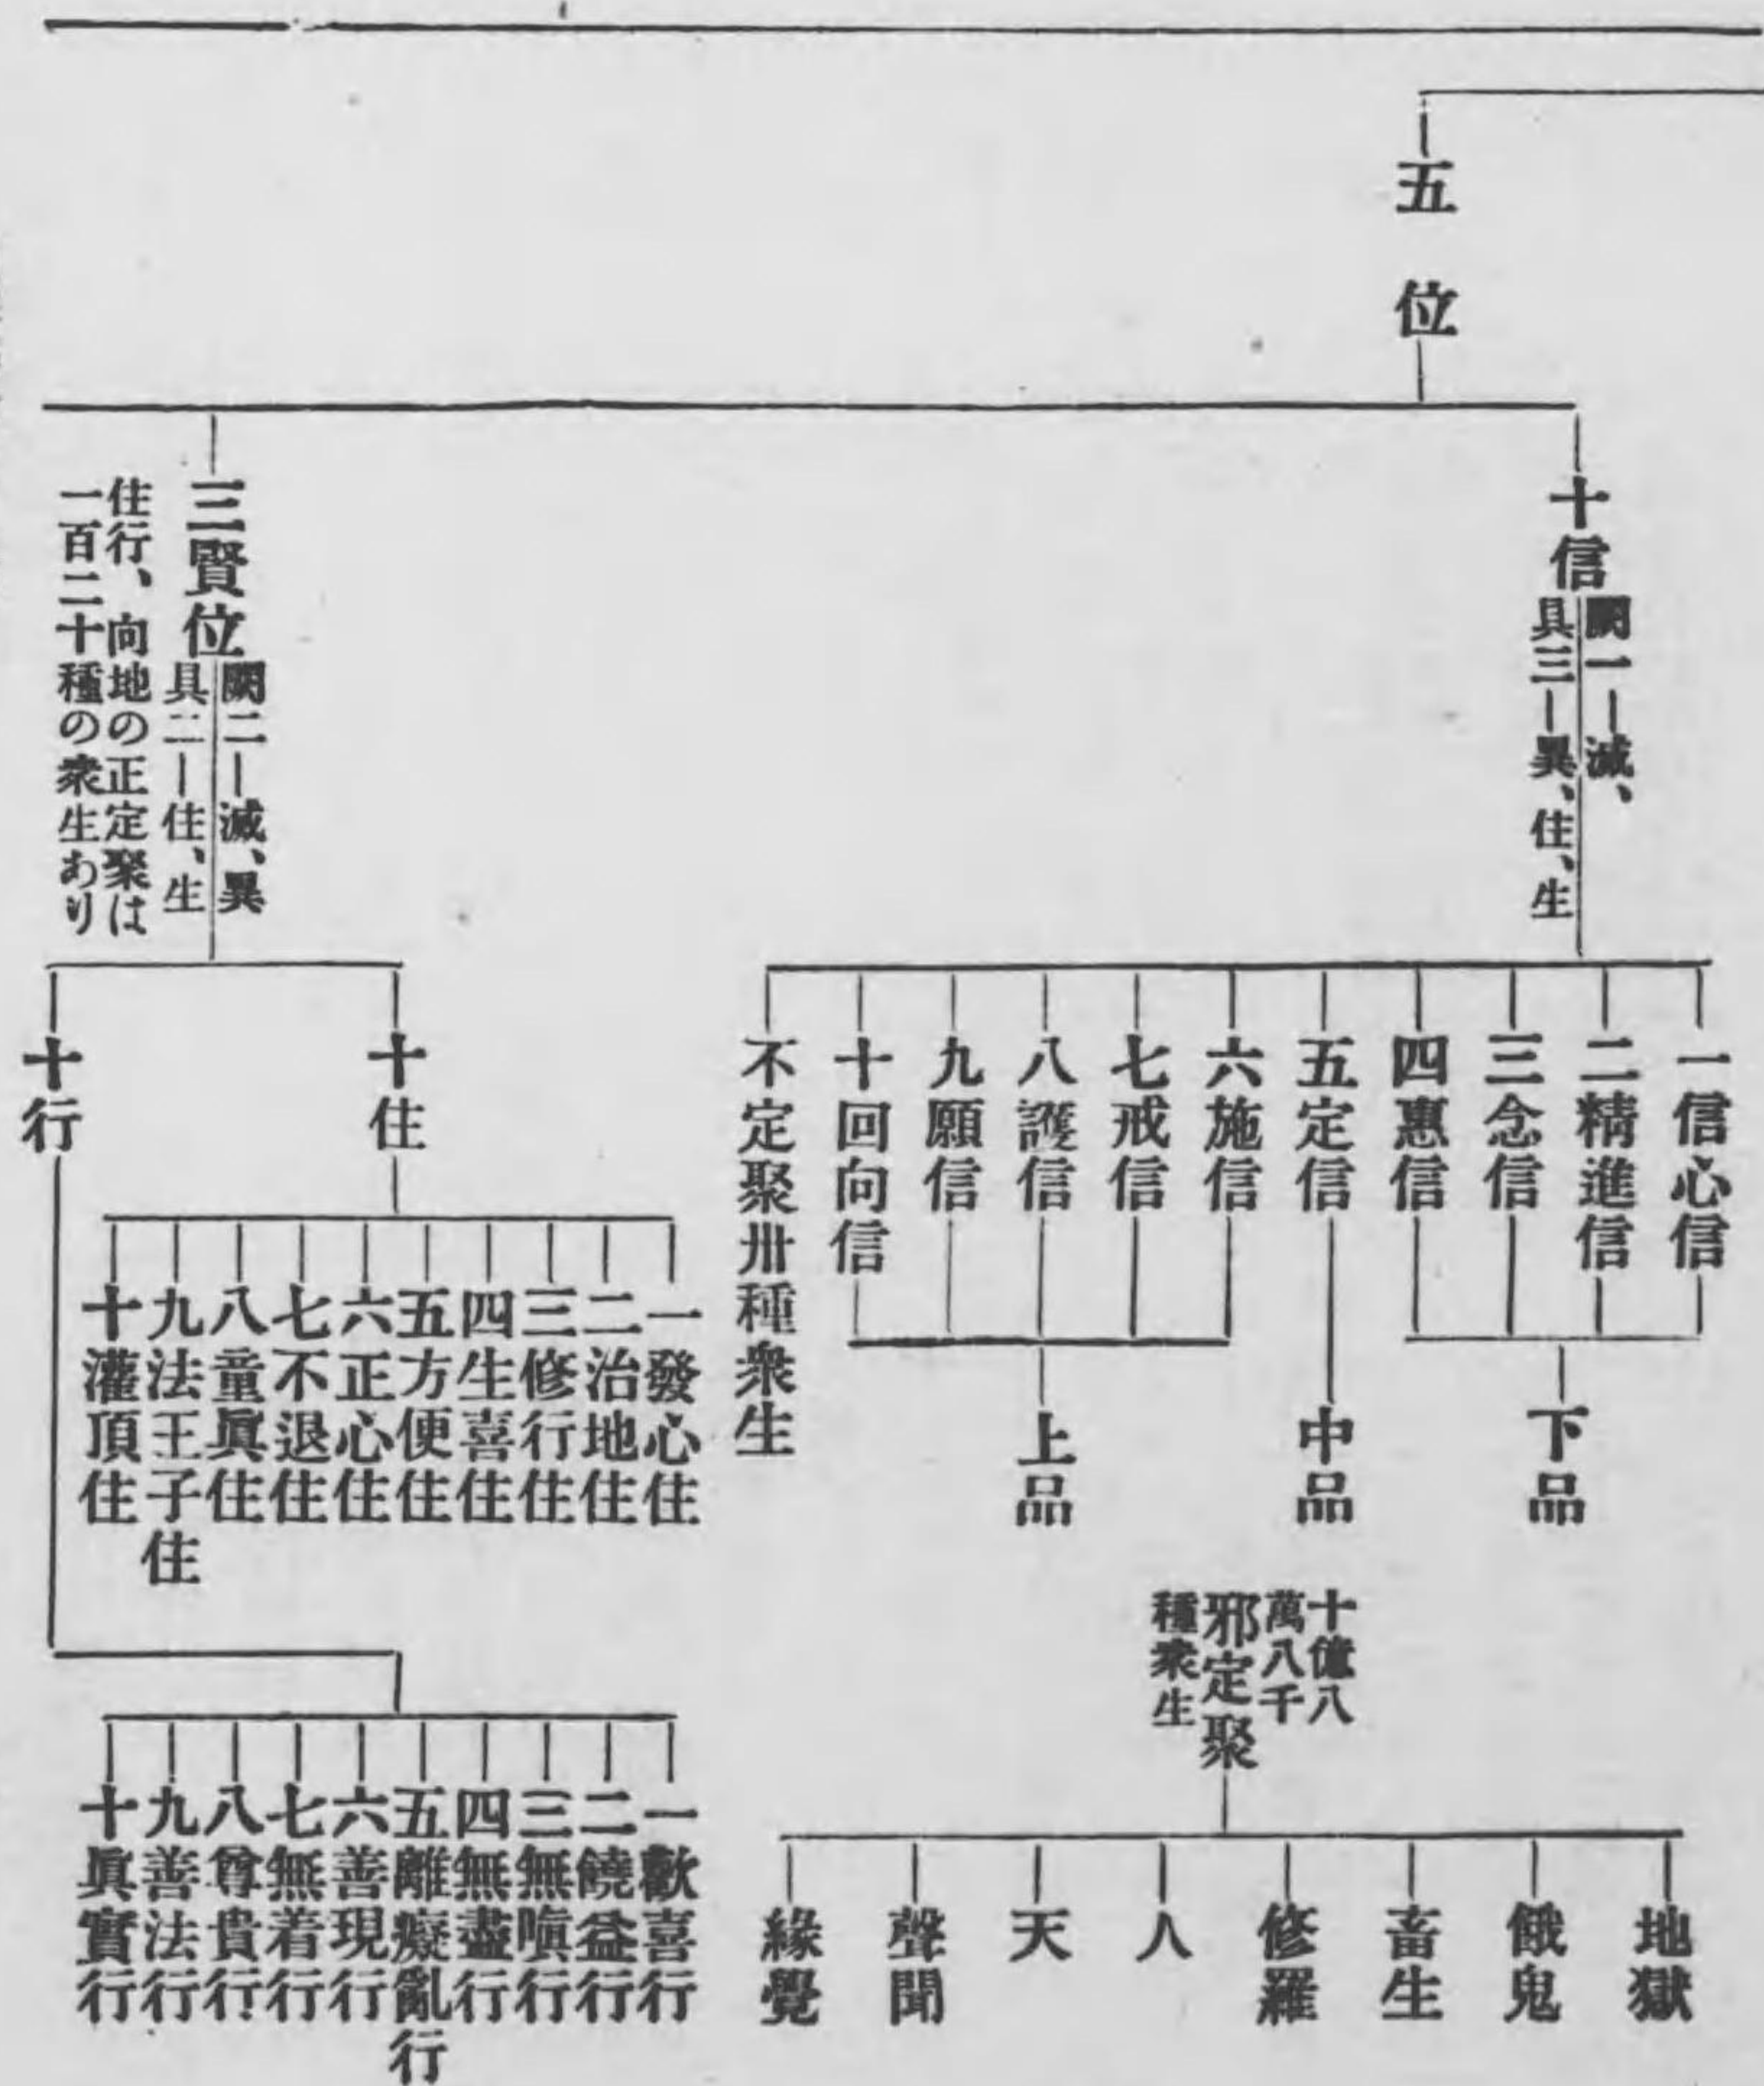 五位
十信
闕一—滅、
具三—異、住、生
一信心信
二精進信
三念信
四惠信
五定信
六施信
七戒信
八護信
九願信
十回向信
不定聚卅種衆生
下品
中品
上品
十億八
萬八千
邪定聚
種衆生
地獄
餓鬼
畜生
修羅
人
天
聲聞
緣覺
三賢位
闕二—滅、異
具二—住、生
住行、向地の正定聚は
一百二十種の衆生あり
十住
一發心住
二治地住
三修行住
四生喜住
五方便住
六正心住
七不退住
八童眞住
九法王子住
十灌頂住
十行
一歡喜行
二饒益行
三無嗔行
四無盡行
五離癡亂行
六善現行
七無着行
八尊貴行
九善法行
十眞實行